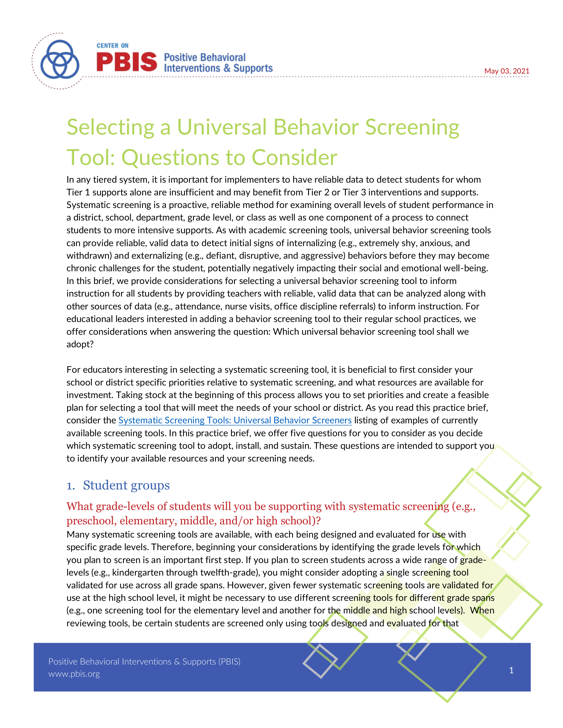 CENTER ON
PBIS Positive Behavioral
Interventions & Supports
May 03, 2021
Selecting a Universal Behavior Screening
Tool: Questions to Consider
In any tiered system, it is important for implementers to have reliable data to detect students for whom
Tier 1 supports alone are insufficient and may benefit from Tier 2 or Tier 3 interventions and supports.
Systematic screening is a proactive, reliable method for examining overall levels of student performance in
a district, school, department, grade level, or class as well as one component of a process to connect
students to more intensive supports. As with academic screening tools, universal behavior screening tools
can provide reliable, valid data to detect initial signs of internalizing (e.g., extremely shy, anxious, and
withdrawn) and externalizing (e.g., defiant, disruptive, and aggressive) behaviors before they may become
chronic challenges for the student, potentially negatively impacting their social and emotional well-being.
In this brief, we provide considerations for selecting a universal behavior screening tool to inform
instruction for all students by providing teachers with reliable, valid data that can be analyzed along with
other sources of data (e.g., attendance, nurse visits, office discipline referrals) to inform instruction. For
educational leaders interested in adding a behavior screening tool to their regular school practices, we
offer considerations when answering the question: Which universal behavior screening tool shall we
adopt?
For educators interested in selecting a systematic screening tool, it is beneficial to first consider your
school or district specific priorities relative to systematic screening, and what resources are available for
investment. Taking stock at the beginning of this process allows you to set priorities and create a feasible
plan for selecting a tool that will meet the needs of your school or district. As you read this practice brief,
consider the Systematic Screening Tools: Universal Behavior Screeners listing of examples of currently
available screening tools. In this practice brief, we offer five questions for you to consider as you decide
which systematic screening tool to adopt, install, and sustain. These questions are intended to support you
to identify your available resources and your screening needs.
1. Student groups
What grade-levels of students will you be supporting with systematic screening (e.g.,
preschool, elementary, middle, and/or high school)?
Many systematic screening tools are available, with each being designed and evaluated for use with
specific grade levels. Therefore, beginning your considerations by identifying the grade levels for which
you plan to screen is an important first step. If you plan to screen students across a wide range of grade-
levels (e.g., kindergarten through twelfth-grade), you might consider adopting a single screening tool
validated for use across all grade spans. However, given fewer systematic screening tools are validated for
use at the high school level, it might be necessary to use different screening tools for different grade spans
(e.g., one screening tool for the elementary level and another for the middle and high school levels). When
reviewing tools, be certain students are screened only using tools designed and evaluated for that
Positive Behavioral Interventions & Supports (PBIS)
www.pbis.org
1